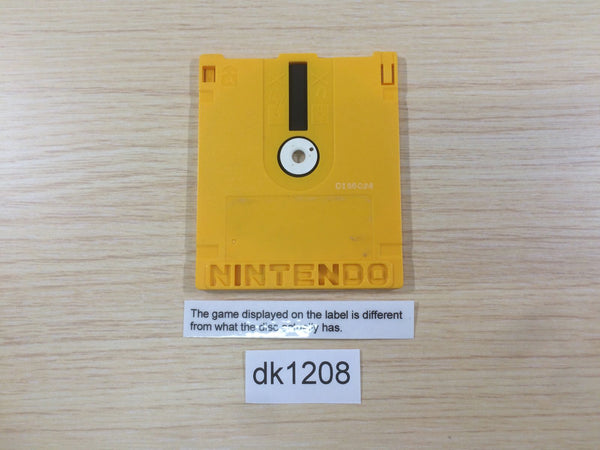 NINTENDO
The game displayed on the label is different
from what the disc actually has.
dk1208